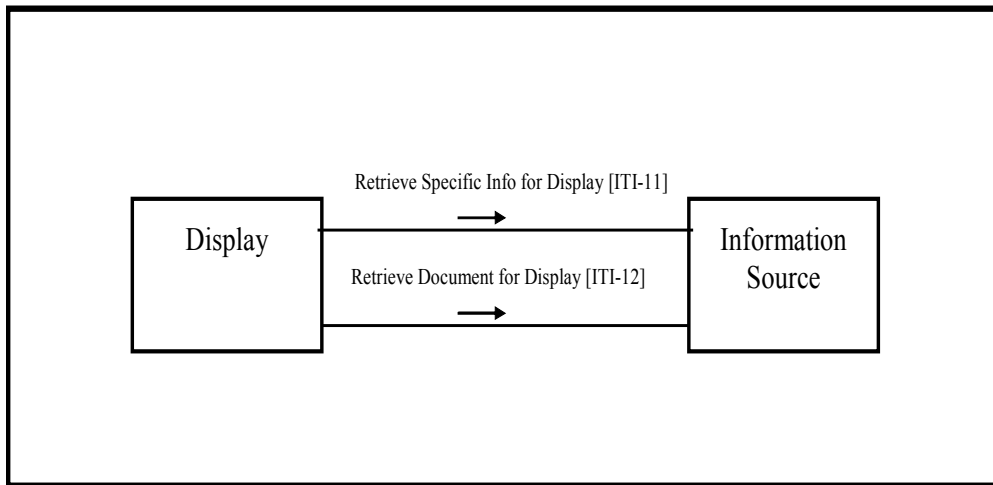 Retrieve Specific Info for Display [ITI-11]
Display
Information
Source
Retrieve Document for Display [ITI-12]